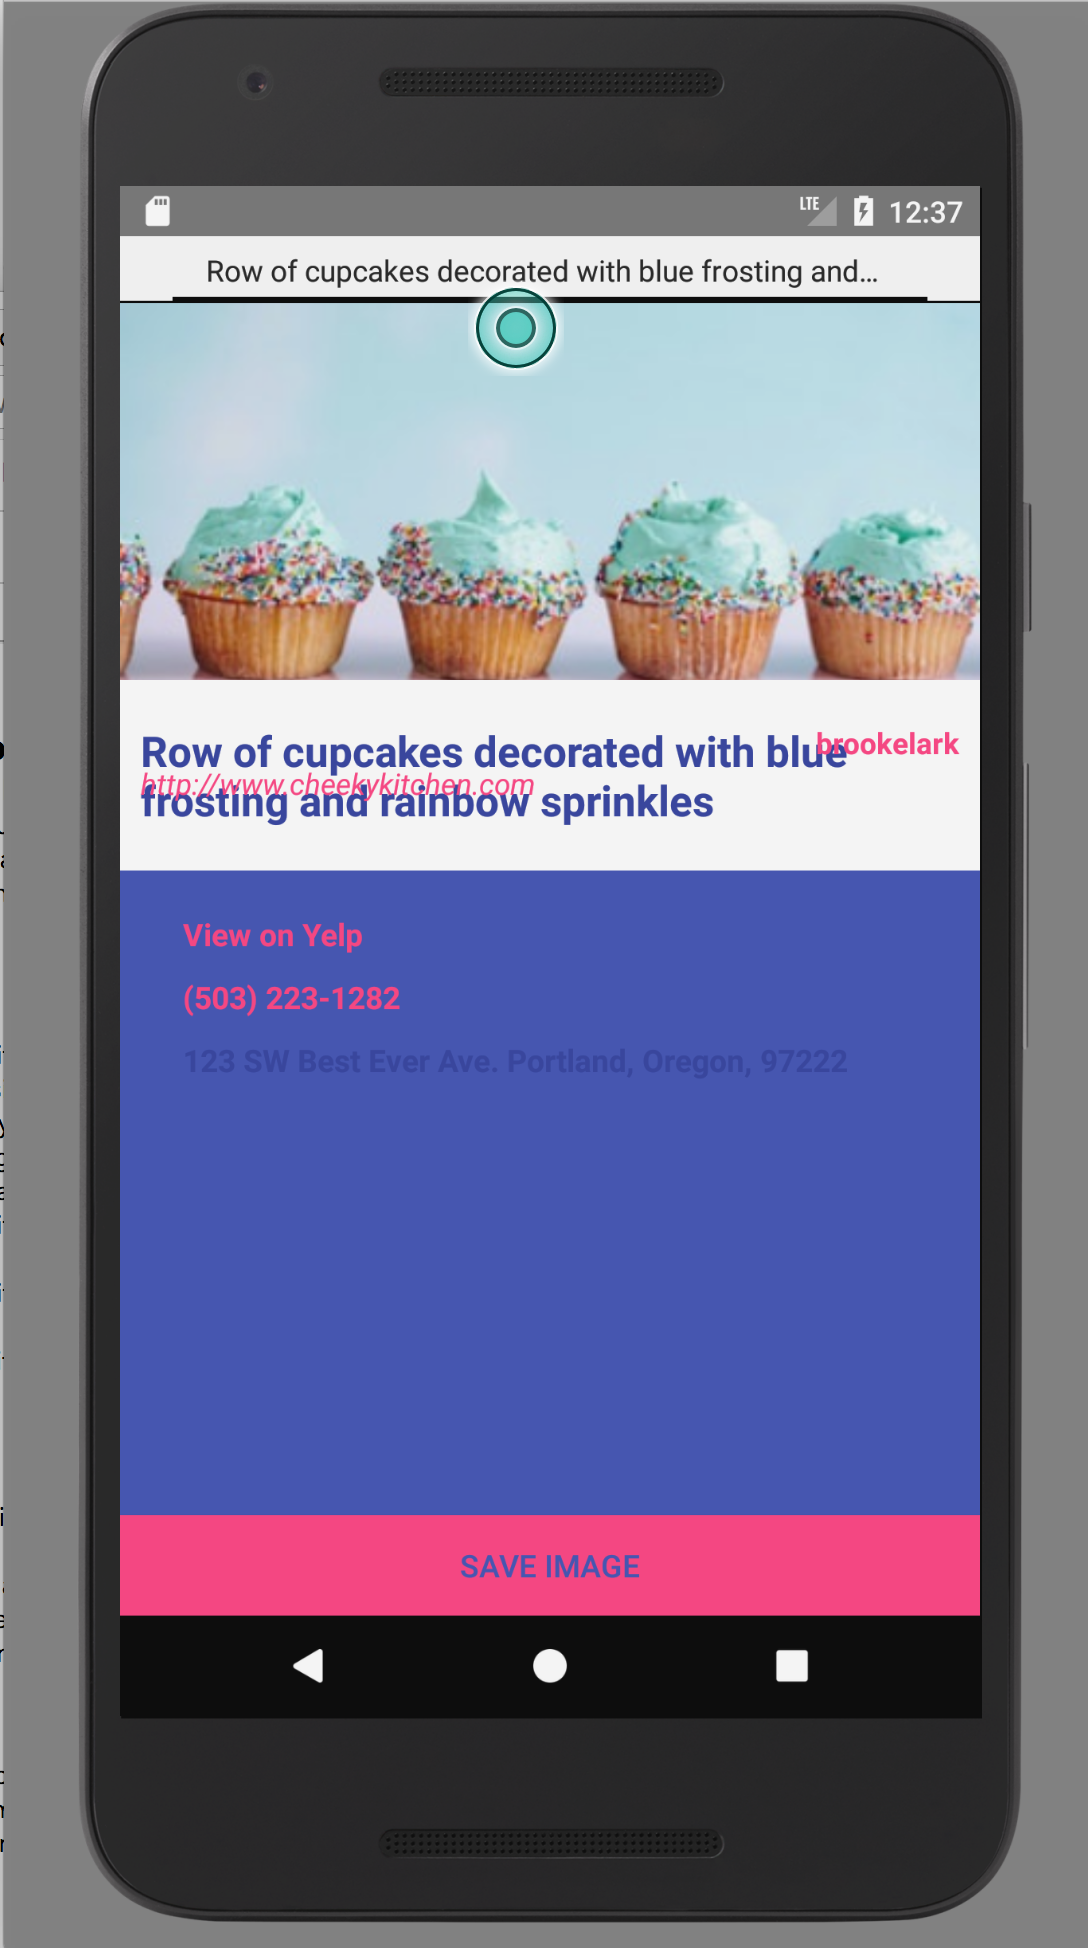 LTE 12:37
Row of cupcakes decorated with blue frosting and...
Row of cupcakes decorated with blue
brookelark
http://www.cheekykitchen.com
frosting and rainbow sprinkles
View on Yelp
(503) 223-1282
123 SW Best Ever Ave. Portland, Oregon, 97222
SAVE IMAGE